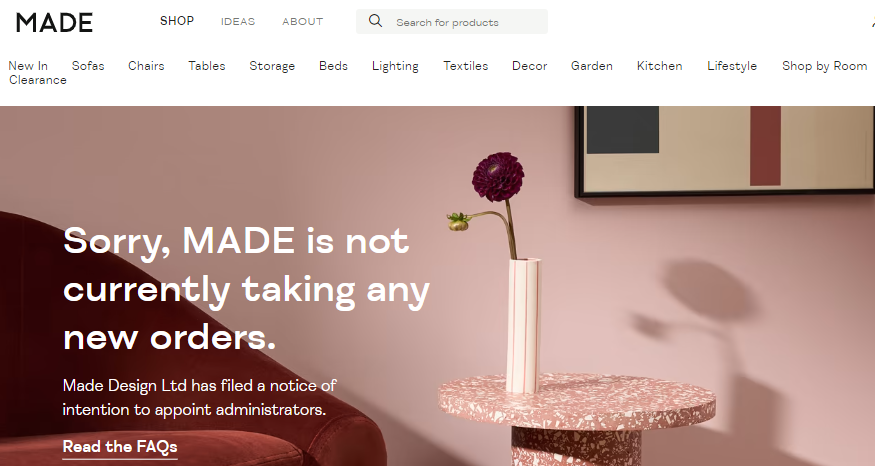 MADE SHOP IDEAS ABOUT Search for products
New In Sofas Chairs Tables Storage Beds Lighting Textiles Decor Garden Kitchen Lifestyle Shop by Room
Clearance
Sorry, MADE is not
currently taking any
new orders.
Made Design Ltd has filed a notice of
intention to appoint administrators.
Read the FAQs